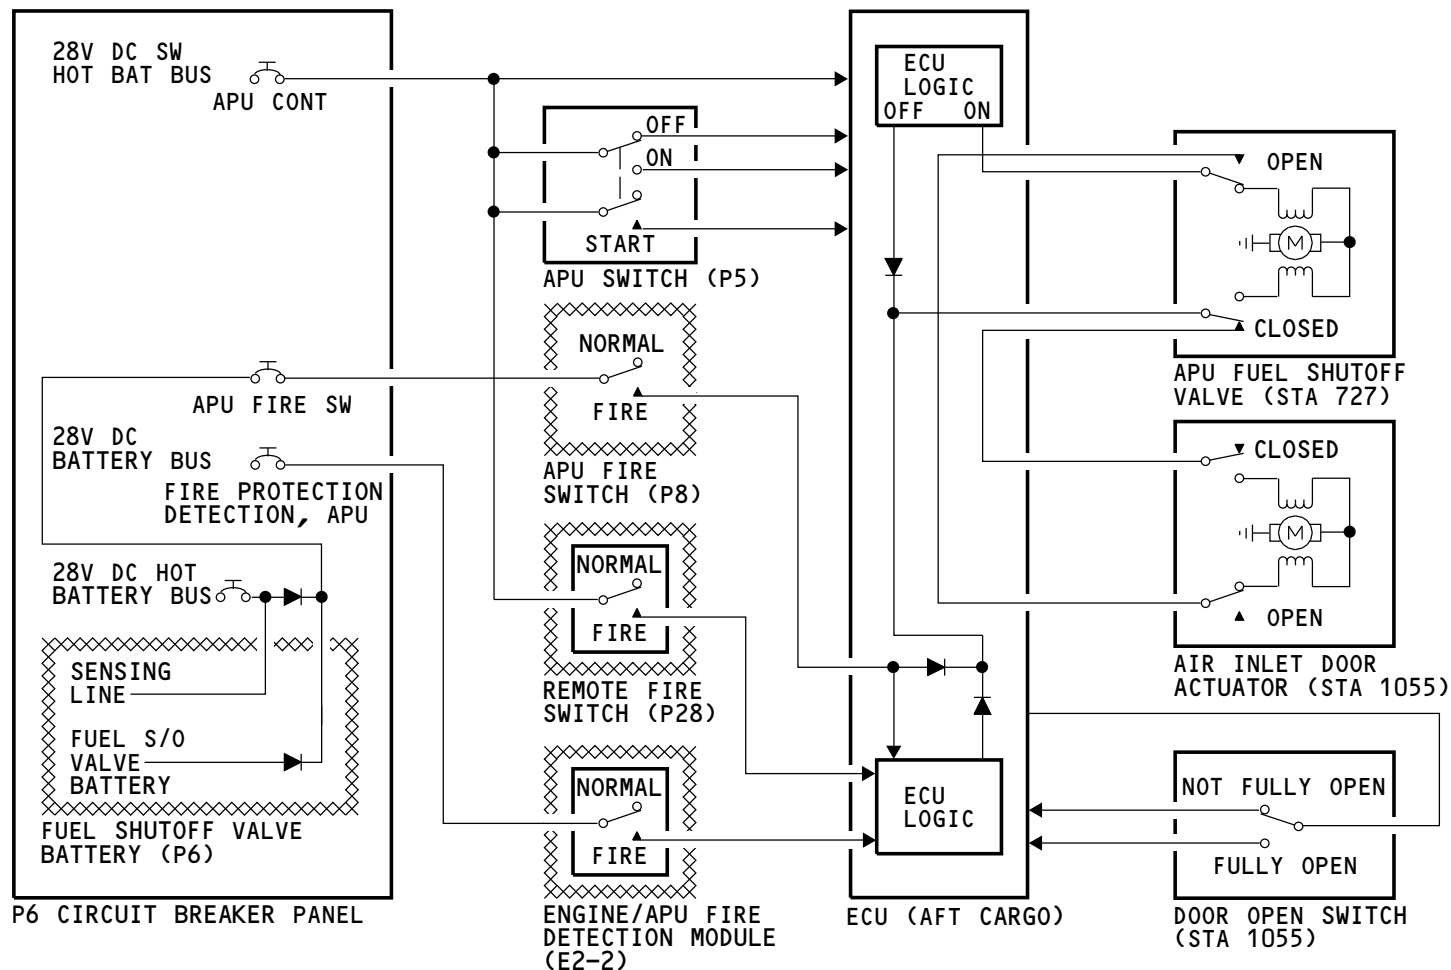 28V DC SW
HOT BAT BUS
APU CONT
APU FIRE SW
28V DC
BATTERY BUS
FIRE PROTECTION
DETECTION, APU
28V DC HOT
BATTERY BUS
SENSING
LINE
FUEL S/O
VALVE
BATTERY
FUEL SHUTOFF VALVE
BATTERY (P6)
P6 CIRCUIT BREAKER PANEL
OFF
ON
START
APU SWITCH (P5)
NORMAL
FIRE
APU FIRE
SWITCH (P8)
NORMAL
FIRE
REMOTE FIRE
SWITCH (P28)
NORMAL
FIRE
ENGINE/APU FIRE
DETECTION MODULE
(E2-2)
ECU
LOGIC
OFF ON
ECU
LOGIC
ECU (AFT CARGO)
OPEN
M
CLOSED
APU FUEL SHUTOFF
VALVE (STA 727)
CLOSED
M
OPEN
AIR INLET DOOR
ACTUATOR (STA 1055)
NOT FULLY OPEN
FULLY OPEN
DOOR OPEN SWITCH
(STA 1055)